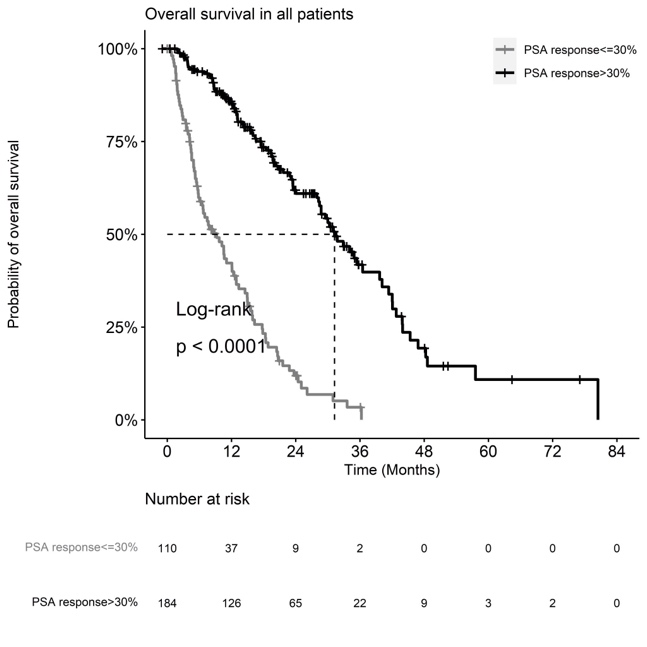 Overall survival in all patients
PSA response<=30%
PSA response>30%
Probability of overall survival
100%
75%
50%
25%
0%
Log-rank
p < 0.0001
0 12 24 36 48 60 72 84
Time (Months)
Number at risk
PSA response<=30% 110 37 9 2 0 0 0 0
PSA response>30% 184 126 65 22 9 3 2 0